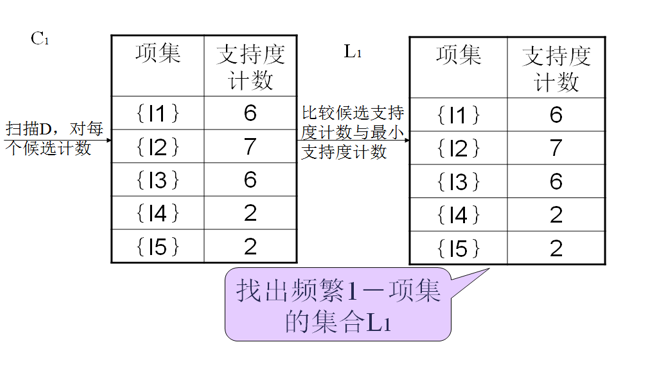 C₁
项集 支持度计数
{I1} 6
{I2} 7
{I3} 6
{I4} 2
{I5} 2
扫描D，对每
个候选计数
L₁
比较候选支持
度计数与最小
支持度计数
项集 支持度计数
{I1} 6
{I2} 7
{I3} 6
{I4} 2
{I5} 2
找出频繁1－项集
的集合L₁